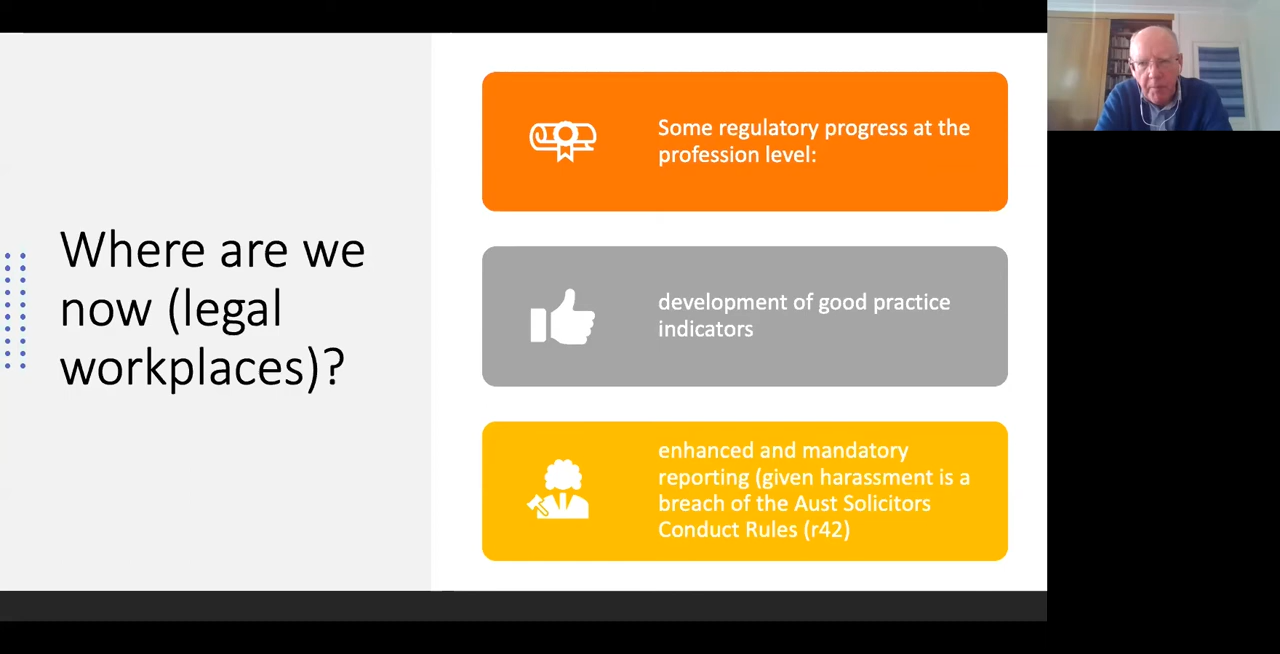 Where are we
now (legal
workplaces)?
Some regulatory progress at the
profession level:
development of good practice
indicators
enhanced and mandatory
reporting (given harassment is a
breach of the Aust Solicitors
Conduct Rules (r42)